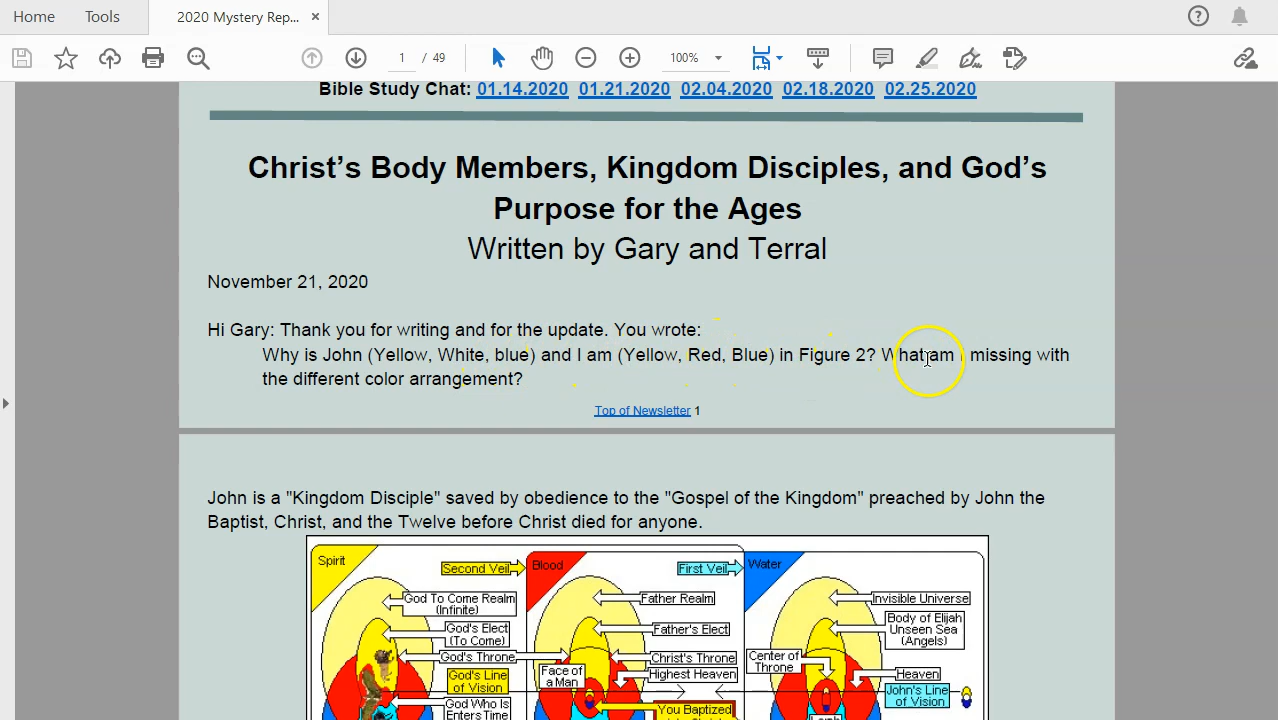 Home Tools 2020 Mystery Rep... ×
1 / 49 100%
Bible Study Chat: 01.14.2020 01.21.2020 02.04.2020 02.18.2020 02.25.2020
Christ's Body Members, Kingdom Disciples, and God's
Purpose for the Ages
Written by Gary and Terral
November 21, 2020
Hi Gary: Thank you for writing and for the update. You wrote:
Why is John (Yellow, White, blue) and I am (Yellow, Red, Blue) in Figure 2? What am I missing with
the different color arrangement?
Top of Newsletter 1
John is a "Kingdom Disciple" saved by obedience to the "Gospel of the Kingdom" preached by John the
Baptist, Christ, and the Twelve before Christ died for anyone.
Spirit Second Veil Blood First Veil Water
God To Come Realm
(Infinite)
Father Realm
Invisible Universe
God's Elect
(To Come)
Father's Elect
Body of Elijah
Unseen Sea
(Angels)
God's Throne
Christ's Throne
Center of
Throne
Face of
a Man
Highest Heaven
Heaven
God's Line
of Vision
John's Line
of Vision
God Who Is
Enters Time
You Baptized
Lamb